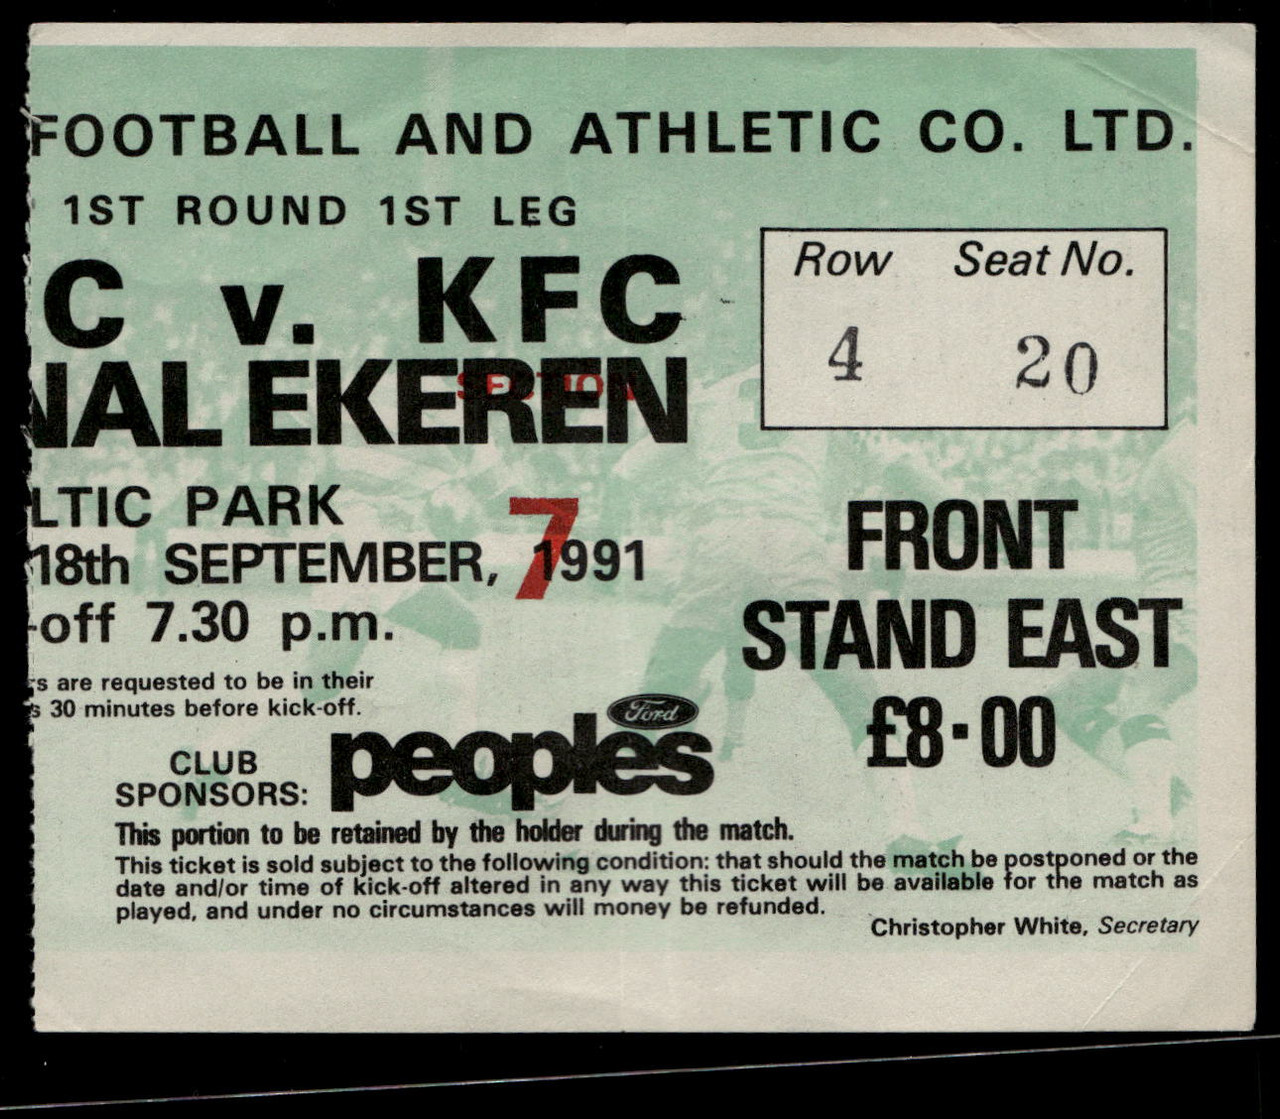 FOOTBALL AND ATHLETIC CO. LTD.
1ST ROUND 1ST LEG
C v. KFC
NAL EKEREN
SECTION
7
LTIC PARK
18th SEPTEMBER, 1991
-off 7.30 p.m.
rs are requested to be in their
s 30 minutes before kick-off.
Row Seat No.
4 20
FRONT
STAND EAST
£8·00
CLUB
SPONSORS:
Ford
peoples
This portion to be retained by the holder during the match.
This ticket is sold subject to the following condition: that should the match be postponed or the
date and/or time of kick-off altered in any way this ticket will be available for the match as
played, and under no circumstances will money be refunded.
Christopher White, Secretary